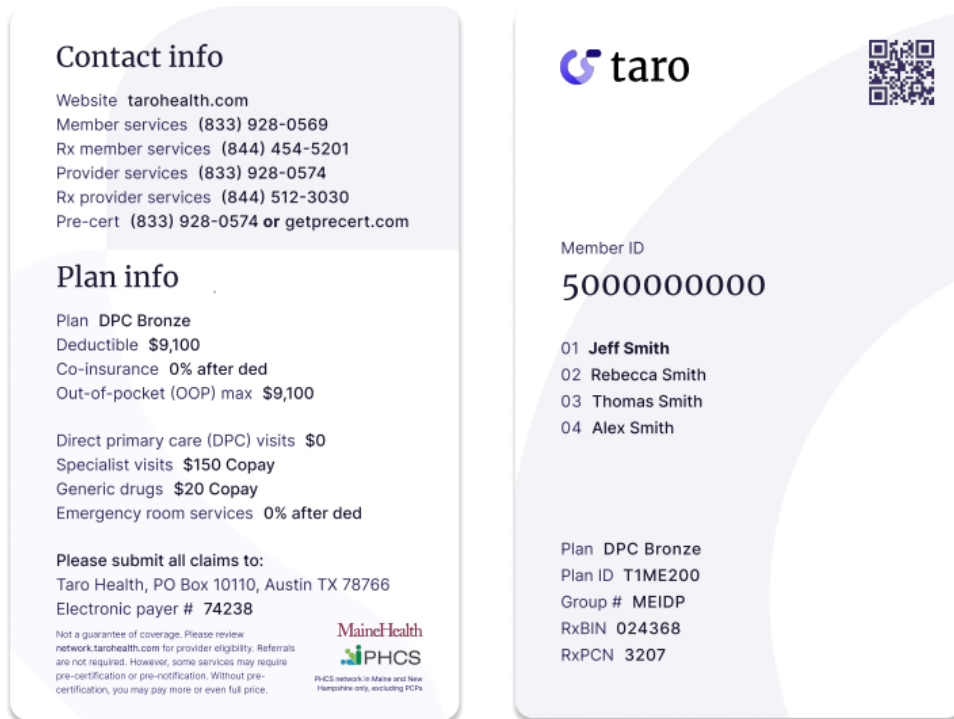 Contact info
Website tarohealth.com
Member services (833) 928-0569
Rx member services (844) 454-5201
Provider services (833) 928-0574
Rx provider services (844) 512-3030
Pre-cert (833) 928-0574 or getprecert.com
Plan info
Plan DPC Bronze
Deductible $9,100
Co-insurance 0% after ded
Out-of-pocket (OOP) max $9,100
Direct primary care (DPC) visits $0
Specialist visits $150 Copay
Generic drugs $20 Copay
Emergency room services 0% after ded
Please submit all claims to:
Taro Health, PO Box 10110, Austin TX 78766
Electronic payer # 74238
Not a guarantee of coverage. Please review
network.tarohealth.com for provider eligibility. Referrals
are not required. However, some services may require
pre-certification or pre-notification. Without pre-
certification, you may pay more or even full price.
MaineHealth
PHCS
PHCS network in Maine and New
Hampshire only, excluding PCPs
taro
Member ID
5000000000
01 Jeff Smith
02 Rebecca Smith
03 Thomas Smith
04 Alex Smith
Plan DPC Bronze
Plan ID T1ME200
Group # MEIDP
RxBIN 024368
RxPCN 3207